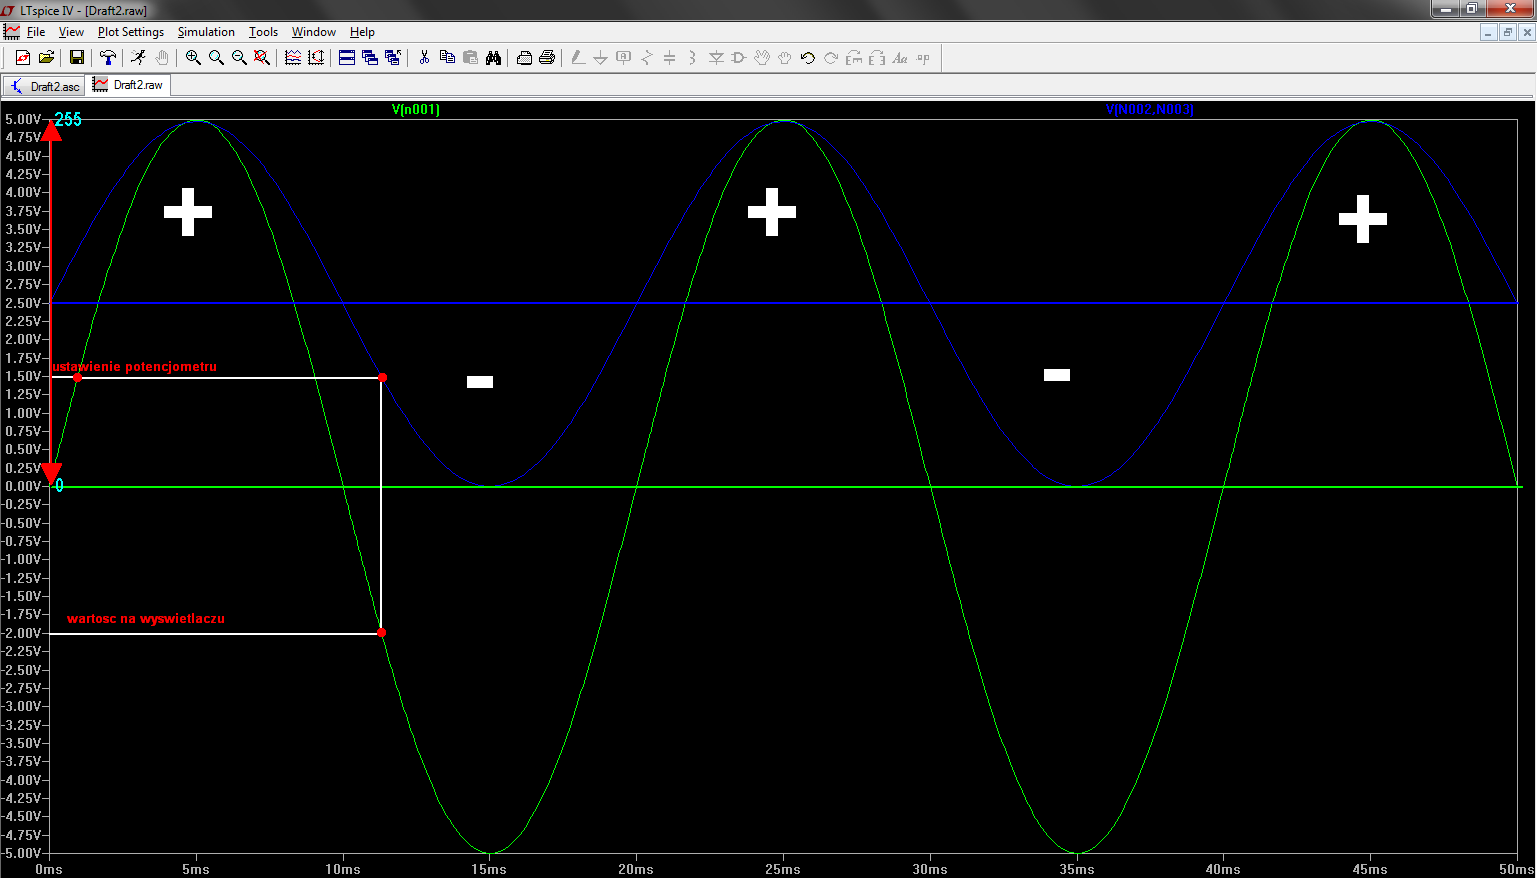 LTspice IV - [Draft2.raw]
File View Plot Settings Simulation Tools Window Help
Draft2.asc Draft2.raw
V(n001) V(N002,N003)
5.00V 255
4.75V
4.50V
4.25V
4.00V
3.75V
3.50V
3.25V
3.00V
2.75V
2.50V
2.25V
2.00V
1.75V
ustawienie potencjometru
1.50V
1.25V
1.00V
0.75V
0.50V
0.25V
0.00V 0
-0.25V
-0.50V
-0.75V
-1.00V
-1.25V
-1.50V
-1.75V
wartosc na wyswietlaczu
-2.00V
-2.25V
-2.50V
-2.75V
-3.00V
-3.25V
-3.50V
-3.75V
-4.00V
-4.25V
-4.50V
-4.75V
-5.00V
0ms 5ms 10ms 15ms 20ms 25ms 30ms 35ms 40ms 45ms 50ms